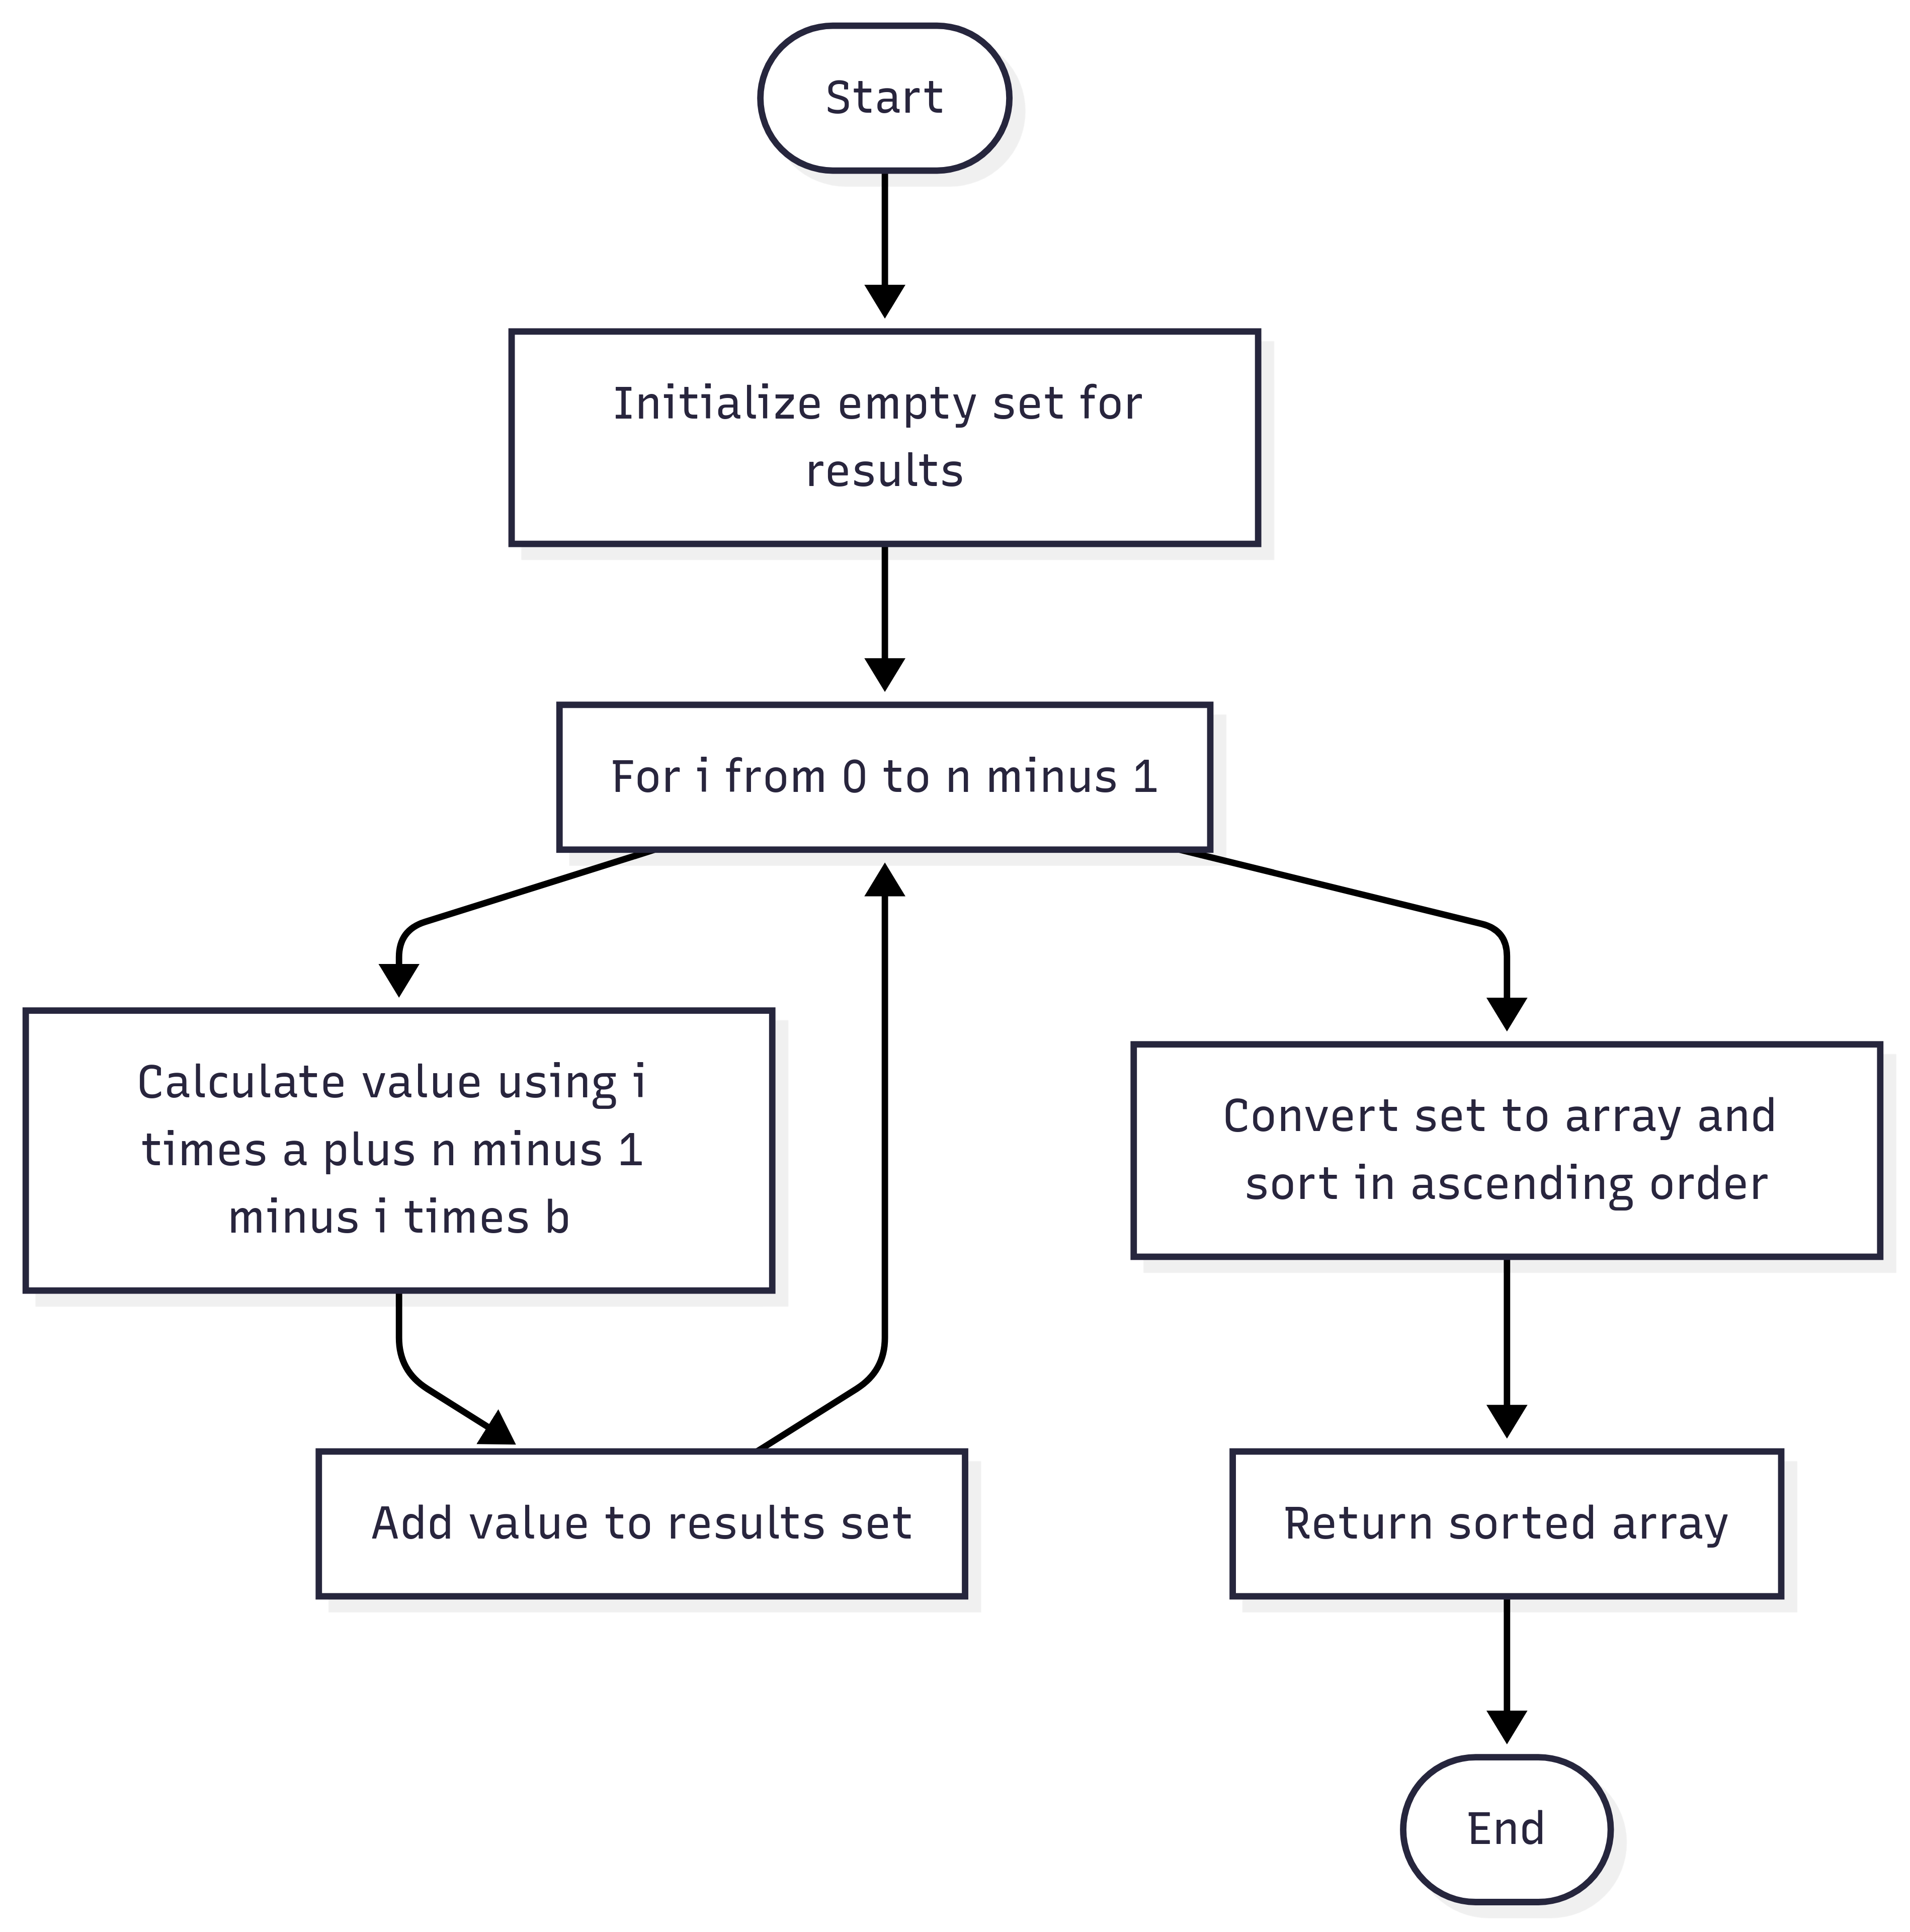 Start
Initialize empty set for
results
For i from 0 to n minus 1
Calculate value using i
times a plus n minus 1
minus i times b
Convert set to array and
sort in ascending order
Add value to results set
Return sorted array
End